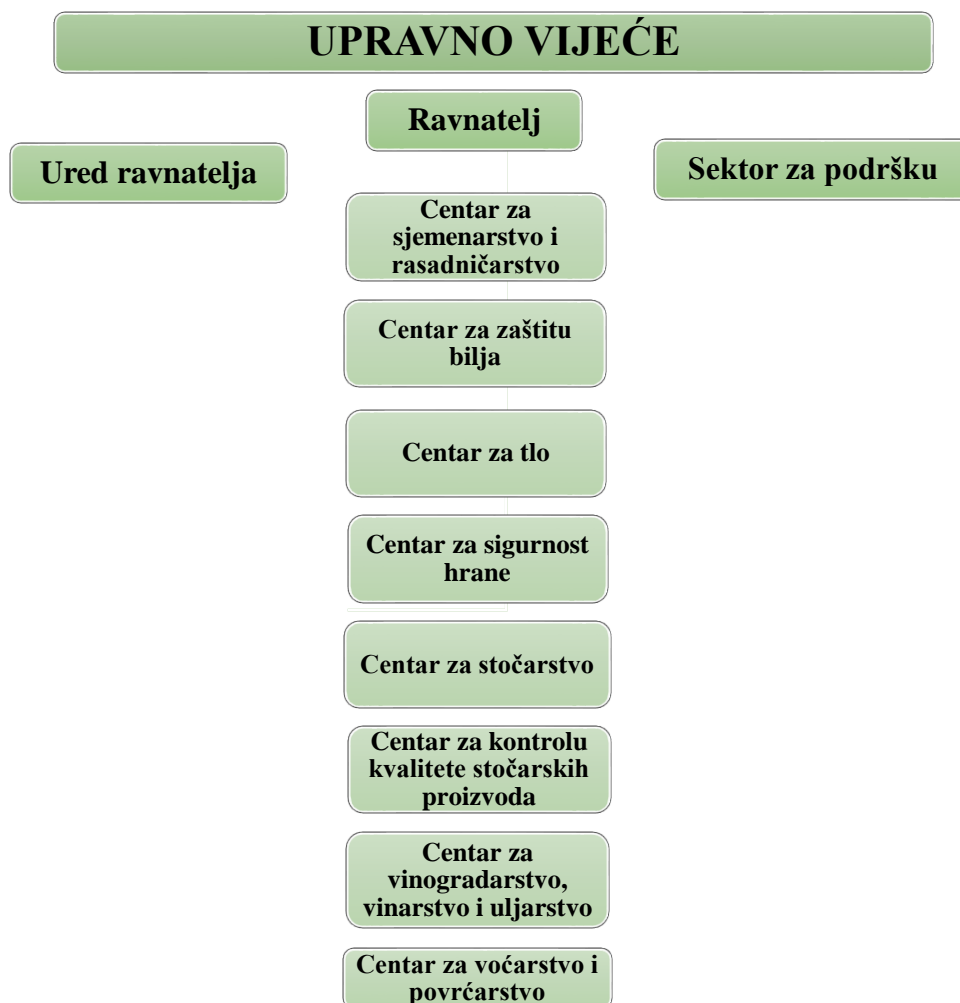 UPRAVNO VIJEĆE
Ravnatelj
Ured ravnatelja
Sektor za podršku
Centar za
sjemenarstvo i
rasadničarstvo
Centar za zaštitu
bilja
Centar za tlo
Centar za sigurnost
hrane
Centar za stočarstvo
Centar za kontrolu
kvalitete stočarskih
proizvoda
Centar za
vinogradarstvo,
vinarstvo i uljarstvo
Centar za voćarstvo i
povrćarstvo